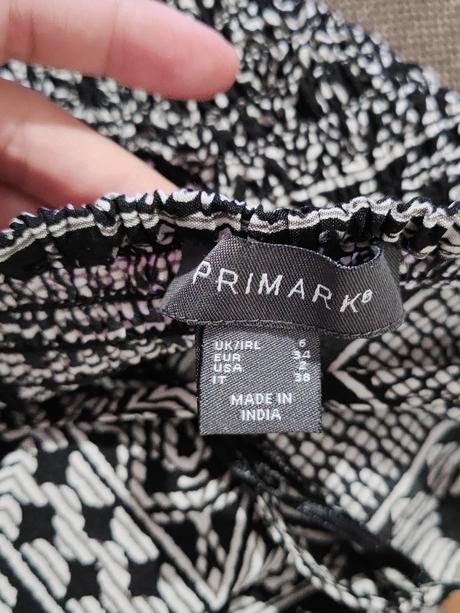 PRIMARK®
UK/IRL 6
EUR 34
USA 2
IT 38
MADE IN
INDIA